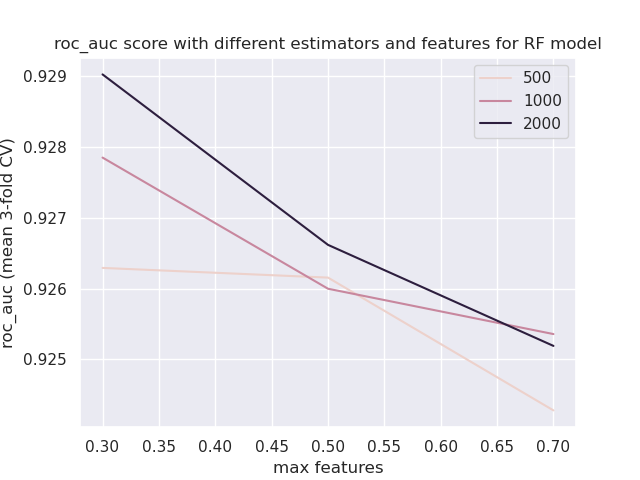 roc_auc score with different estimators and features for RF model
500
1000
2000
roc_auc (mean 3-fold CV)
0.929
0.928
0.927
0.926
0.925
0.30 0.35 0.40 0.45 0.50 0.55 0.60 0.65 0.70
max features